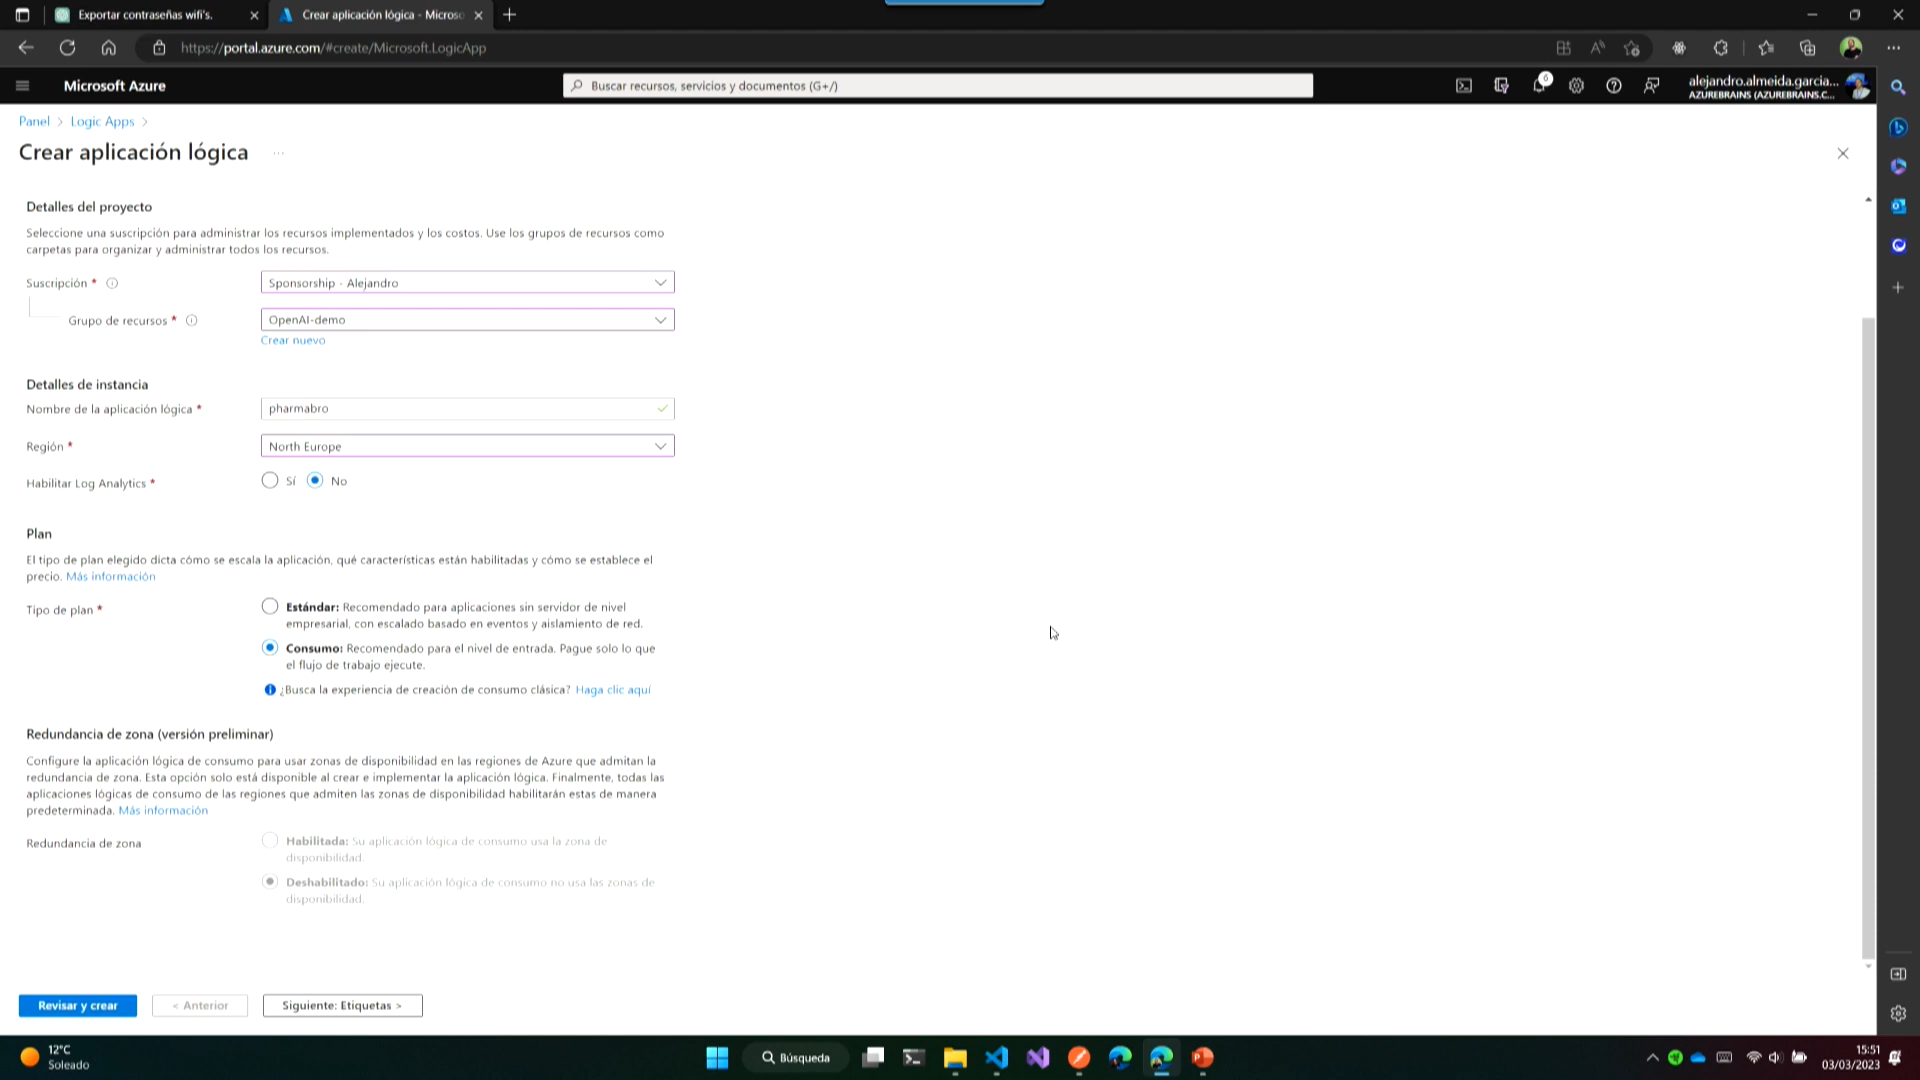 Exportar contraseñas wifi's.
Crear aplicación lógica - Microso
https://portal.azure.com/#create/Microsoft.LogicApp
Microsoft Azure
Buscar recursos, servicios y documentos (G+/)
6
alejandro.almeida.garcia...
AZUREBRAINS (AZUREBRAINS.C...
Panel > Logic Apps >
Crear aplicación lógica ...
Detalles del proyecto
Seleccione una suscripción para administrar los recursos implementados y los costos. Use los grupos de recursos como
carpetas para organizar y administrar todos los recursos.
Suscripción *
Sponsorship - Alejandro
Grupo de recursos *
OpenAI-demo
Crear nuevo
Detalles de instancia
Nombre de la aplicación lógica *
pharmabro
Región *
North Europe
Habilitar Log Analytics *
Sí No
Plan
El tipo de plan elegido dicta cómo se escala la aplicación, qué características están habilitadas y cómo se establece el
precio. Más información
Tipo de plan *
Estándar: Recomendado para aplicaciones sin servidor de nivel
empresarial, con escalado basado en eventos y aislamiento de red.
Consumo: Recomendado para el nivel de entrada. Pague solo lo que
el flujo de trabajo ejecute.
¿Busca la experiencia de creación de consumo clásica? Haga clic aquí
Redundancia de zona (versión preliminar)
Configure la aplicación lógica de consumo para usar zonas de disponibilidad en las regiones de Azure que admitan la
redundancia de zona. Esta opción solo está disponible al crear e implementar la aplicación lógica. Finalmente, todas las
aplicaciones lógicas de consumo de las regiones que admiten las zonas de disponibilidad habilitarán estas de manera
predeterminada. Más información
Redundancia de zona
Habilitada: Su aplicación lógica de consumo usa la zona de
disponibilidad.
Deshabilitado: Su aplicación lógica de consumo no usa las zonas de
disponibilidad.
Revisar y crear
< Anterior
Siguiente: Etiquetas >
12°C
Soleado
Búsqueda
15:51
03/03/2023